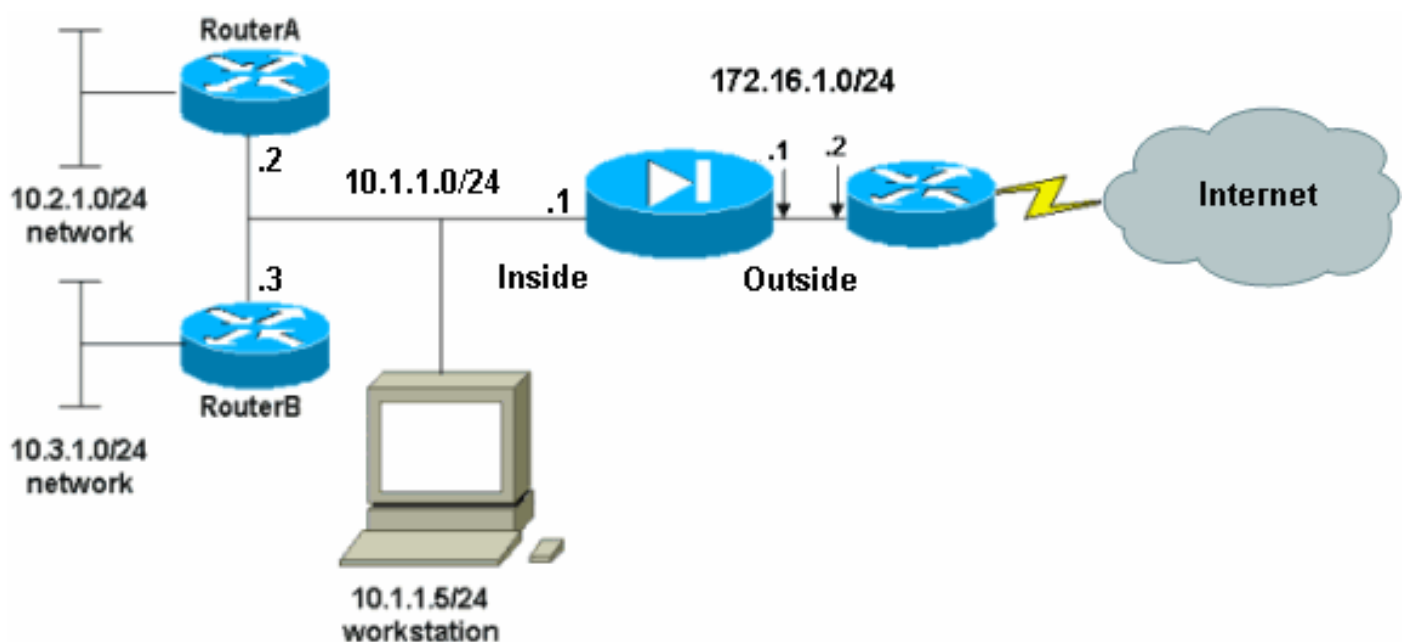 RouterA
172.16.1.0/24
.2
10.1.1.0/24
.1
.1
.2
Internet
10.2.1.0/24
network
.3
Inside
Outside
RouterB
10.3.1.0/24
network
10.1.1.5/24
workstation